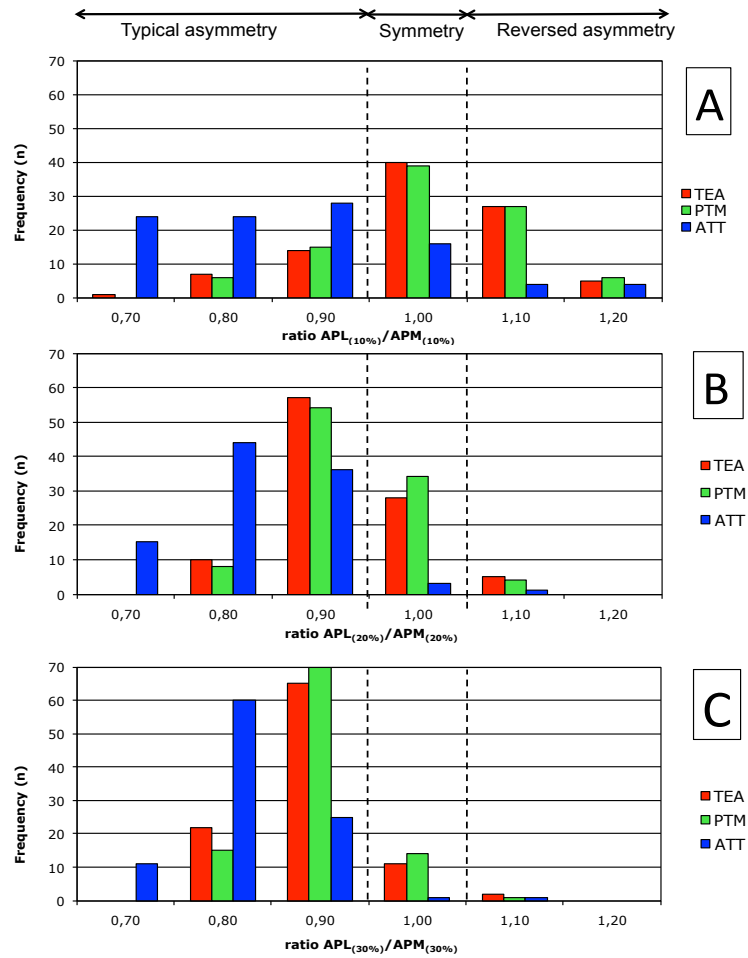 Typical asymmetry Symmetry Reversed asymmetry
A
Frequency (n)
70
60
50
40
30
20
10
0
0,70 0,80 0,90 1,00 1,10 1,20
ratio APL(10%)/APM(10%)
TEA
PTM
ATT
B
Frequency (n)
70
60
50
40
30
20
10
0
0,70 0,80 0,90 1,00 1,10 1,20
ratio APL(20%)/APM(20%)
TEA
PTM
ATT
C
Frequency (n)
70
60
50
40
30
20
10
0
0,70 0,80 0,90 1,00 1,10 1,20
ratio APL(30%)/APM(30%)
TEA
PTM
ATT